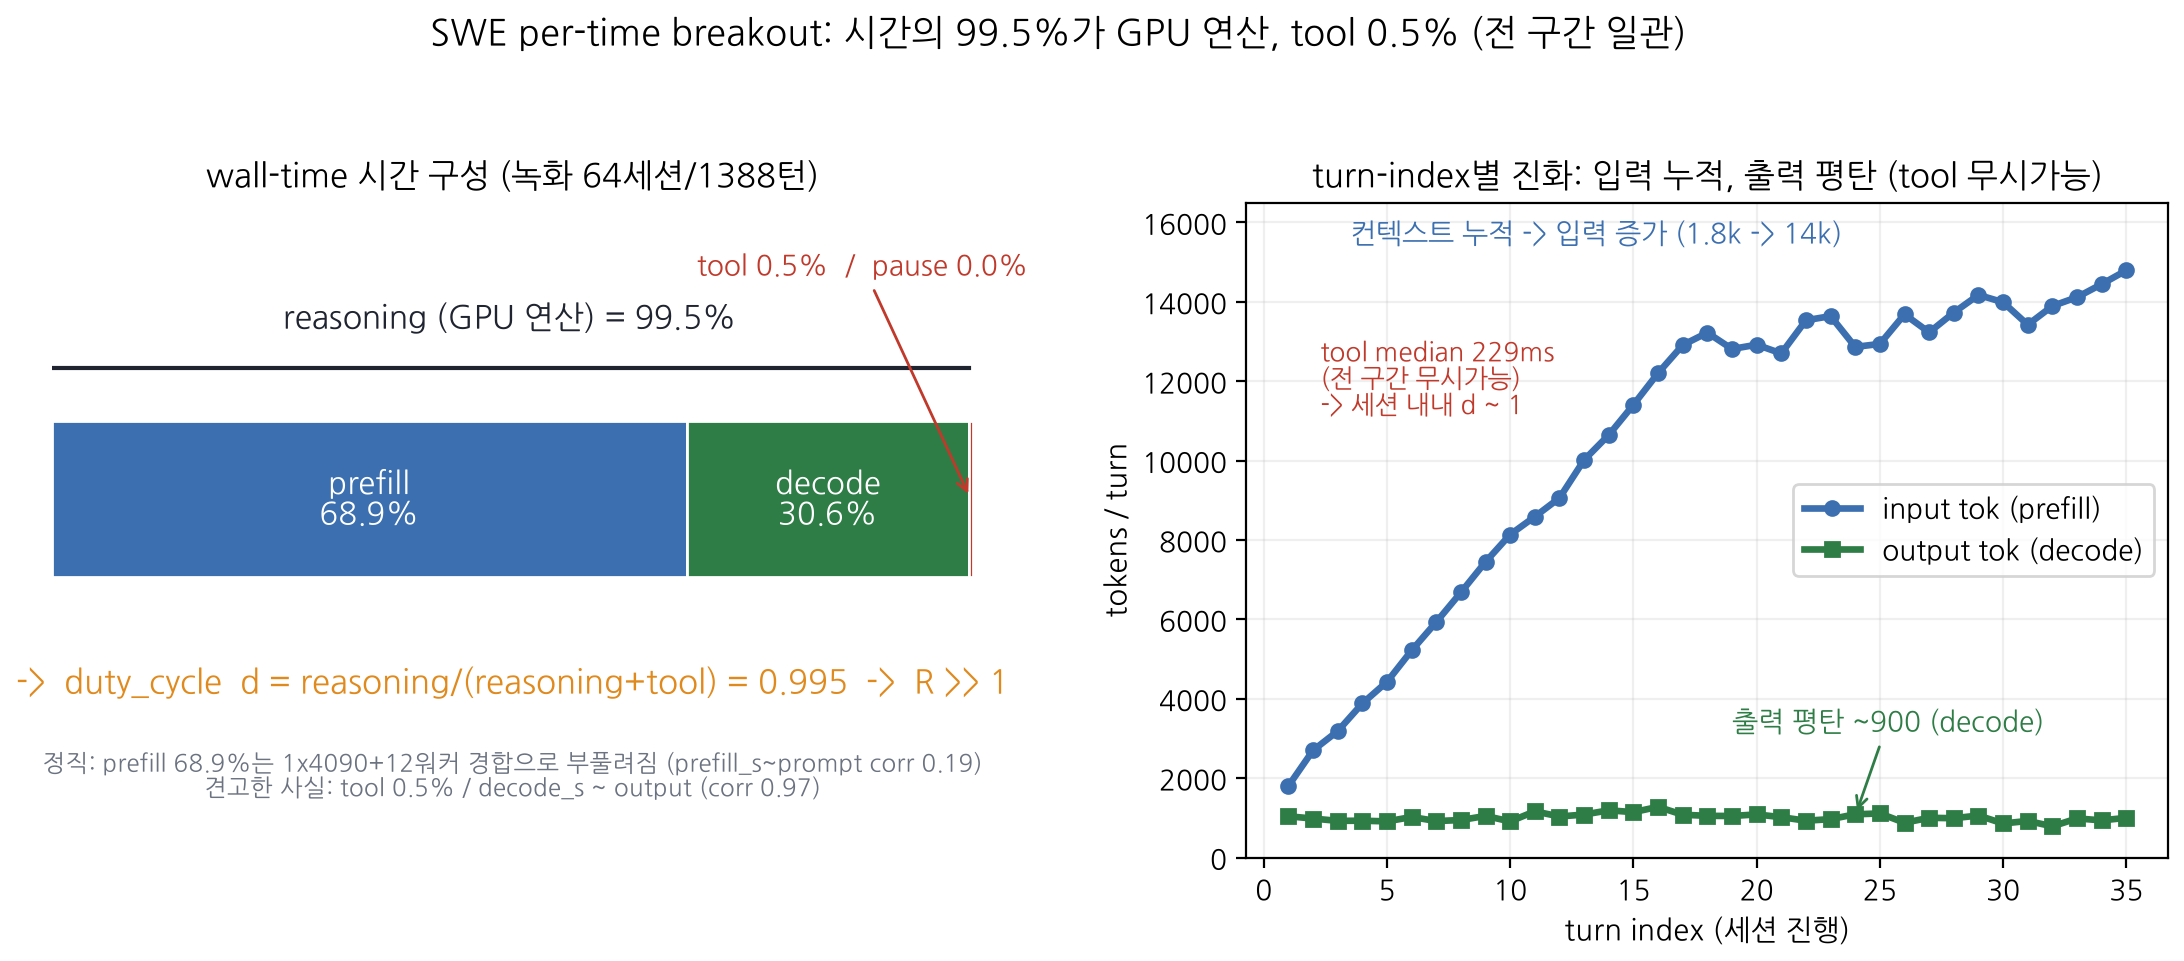 SWE per-time breakout: 시간의 99.5%가 GPU 연산, tool 0.5% (전 구간 일관)
wall-time 시간 구성 (녹화 64세션/1388턴)
tool 0.5%  /  pause 0.0%
reasoning (GPU 연산) = 99.5%
prefill
68.9%
decode
30.6%
->  duty_cycle  d = reasoning/(reasoning+tool) = 0.995  ->  R >> 1
정직: prefill 68.9%는 1x4090+12워커 경합으로 부풀려짐 (prefill_s~prompt corr 0.19)
견고한 사실: tool 0.5% / decode_s ~ output (corr 0.97)
turn-index별 진화: 입력 누적, 출력 평탄 (tool 무시가능)
컨텍스트 누적 -> 입력 증가 (1.8k -> 14k)
tool median 229ms
(전 구간 무시가능)
-> 세션 내내 d ~ 1
input tok (prefill)
output tok (decode)
출력 평탄 ~900 (decode)
tokens / turn
16000
14000
12000
10000
8000
6000
4000
2000
0
0 5 10 15 20 25 30 35
turn index (세션 진행)